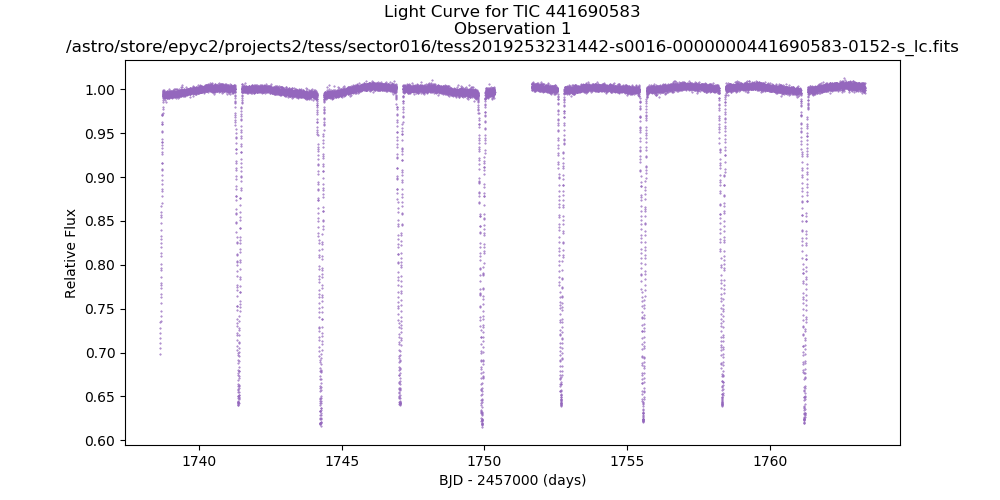 Light Curve for TIC 441690583
Observation 1
/astro/store/epyc2/projects2/tess/sector016/tess2019253231442-s0016-0000000441690583-0152-s_lc.fits
1.00
0.95
0.90
0.85
0.80
0.75
0.70
0.65
0.60
Relative Flux
1740 1745 1750 1755 1760
BJD - 2457000 (days)